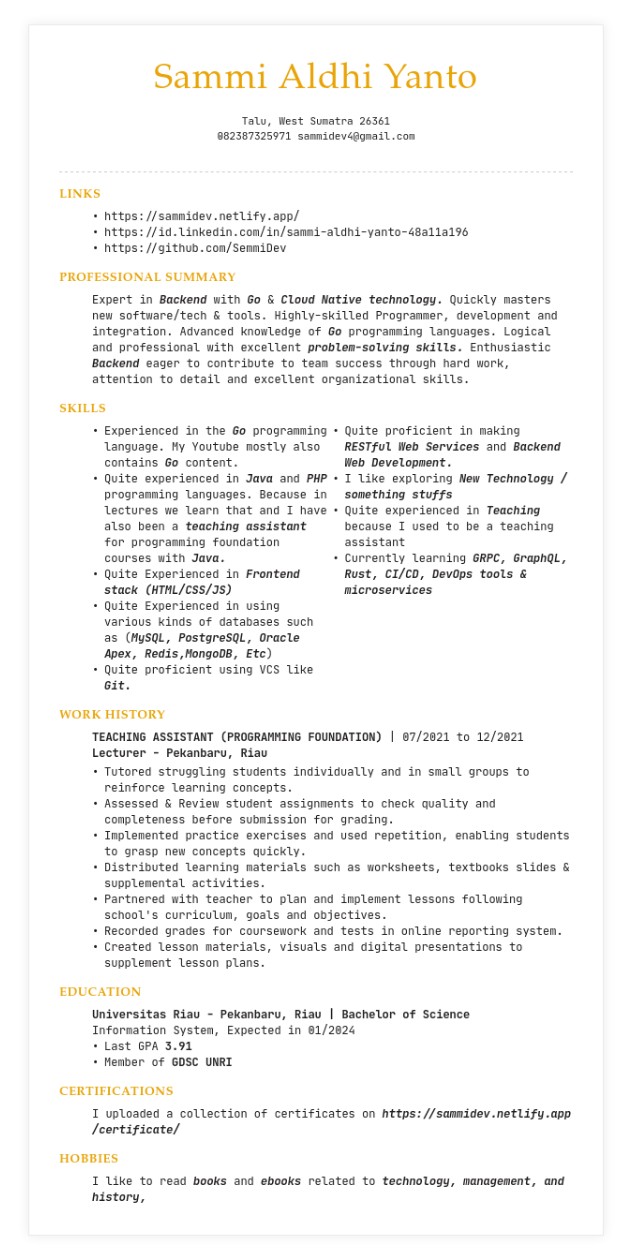 Sammi Aldhi Yanto
Talu, West Sumatra 26361
082387325971 sammidev4@gmail.com
LINKS
• https://sammidev.netlify.app/
• https://id.linkedin.com/in/sammi-aldhi-yanto-48a11a196
• https://github.com/SemmiDev
PROFESSIONAL SUMMARY
Expert in Backend with Go & Cloud Native technology. Quickly masters
new software/tech & tools. Highly-skilled Programmer, development and
integration. Advanced knowledge of Go programming languages. Logical
and professional with excellent problem-solving skills. Enthusiastic
Backend eager to contribute to team success through hard work,
attention to detail and excellent organizational skills.
SKILLS
• Experienced in the Go programming
language. My Youtube mostly also
contains Go content.
• Quite experienced in Java and PHP
programming languages. Because in
lectures we learn that and I have
also been a teaching assistant
for programming foundation
courses with Java.
• Quite Experienced in Frontend
stack (HTML/CSS/JS)
• Quite Experienced in using
various kinds of databases such
as (MySQL, PostgreSQL, Oracle
Apex, Redis,MongoDB, Etc)
• Quite proficient using VCS like
Git.
• Quite proficient in making
RESTful Web Services and Backend
Web Development.
• I like exploring New Technology /
something stuffs
• Quite experienced in Teaching
because I used to be a teaching
assistant
• Currently learning GRPC, GraphQL,
Rust, CI/CD, DevOps tools &
microservices
WORK HISTORY
TEACHING ASSISTANT (PROGRAMMING FOUNDATION) | 07/2021 to 12/2021
Lecturer - Pekanbaru, Riau
• Tutored struggling students individually and in small groups to
reinforce learning concepts.
• Assessed & Review student assignments to check quality and
completeness before submission for grading.
• Implemented practice exercises and used repetition, enabling students
to grasp new concepts quickly.
• Distributed learning materials such as worksheets, textbooks slides &
supplemental activities.
• Partnered with teacher to plan and implement lessons following
school's curriculum, goals and objectives.
• Recorded grades for coursework and tests in online reporting system.
• Created lesson materials, visuals and digital presentations to
supplement lesson plans.
EDUCATION
Universitas Riau - Pekanbaru, Riau | Bachelor of Science
Information System, Expected in 01/2024
• Last GPA 3.91
• Member of GDSC UNRI
CERTIFICATIONS
I uploaded a collection of certificates on https://sammidev.netlify.app
/certificate/
HOBBIES
I like to read books and ebooks related to technology, management, and
history,